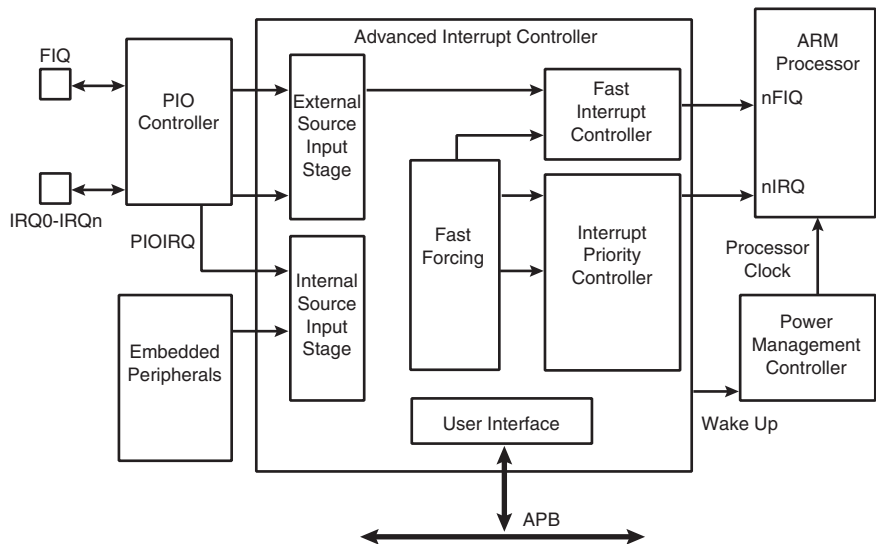 Advanced Interrupt Controller
FIQ
PIO
Controller
IRQ0-IRQn
PIOIRQ
External
Source
Input
Stage
Internal
Source
Input
Stage
Embedded
Peripherals
Fast
Forcing
Fast
Interrupt
Controller
Interrupt
Priority
Controller
User Interface
ARM
Processor
nFIQ
nIRQ
Processor
Clock
Power
Management
Controller
Wake Up
APB